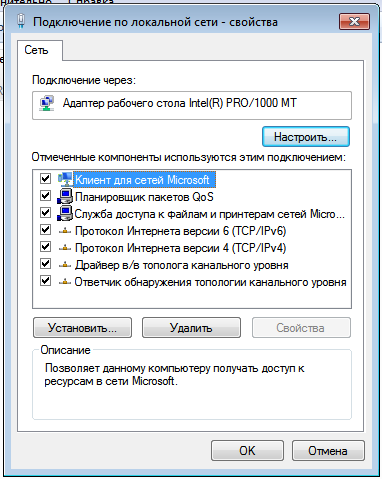 Справка
Подключение по локальной сети - свойства
Сеть
Подключение через:
Адаптер рабочего стола Intel(R) PRO/1000 MT
Настроить...
Отмеченные компоненты используются этим подключением:
Клиент для сетей Microsoft
Планировщик пакетов QoS
Служба доступа к файлам и принтерам сетей Micro...
Протокол Интернета версии 6 (TCP/IPv6)
Протокол Интернета версии 4 (TCP/IPv4)
Драйвер в/в тополога канального уровня
Ответчик обнаружения топологии канального уровня
Установить...
Удалить
Свойства
Описание
Позволяет данному компьютеру получать доступ к
ресурсам в сети Microsoft.
OK
Отмена